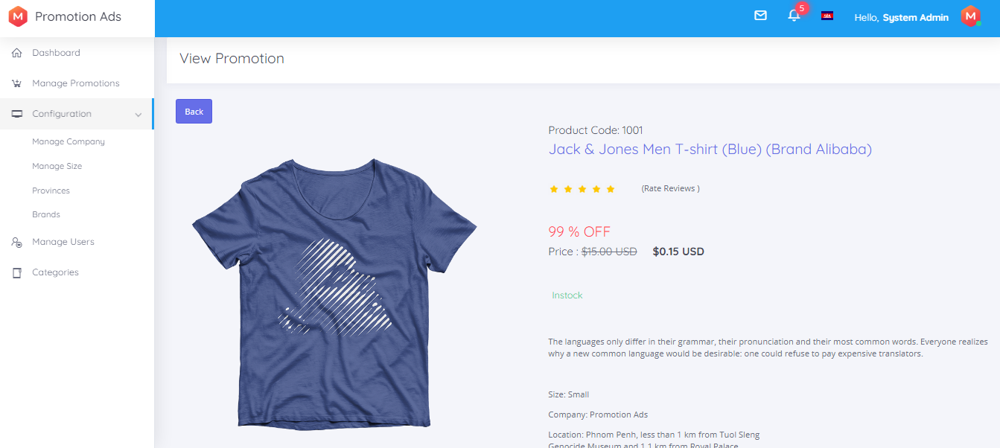 M Promotion Ads
5
Hello, System Admin
M
Dashboard
Manage Promotions
Configuration
Manage Company
Manage Size
Provinces
Brands
Manage Users
Categories
View Promotion
Back
Product Code: 1001
Jack & Jones Men T-shirt (Blue) (Brand Alibaba)
(Rate Reviews )
99 % OFF
Price : $15.00 USD $0.15 USD
Instock
The languages only differ in their grammar, their pronunciation and their most common words. Everyone realizes
why a new common language would be desirable: one could refuse to pay expensive translators.
Size: Small
Company: Promotion Ads
Location: Phnom Penh, less than 1 km from Tuol Sleng
Genocide Museum and 1.1 km from Royal Palace